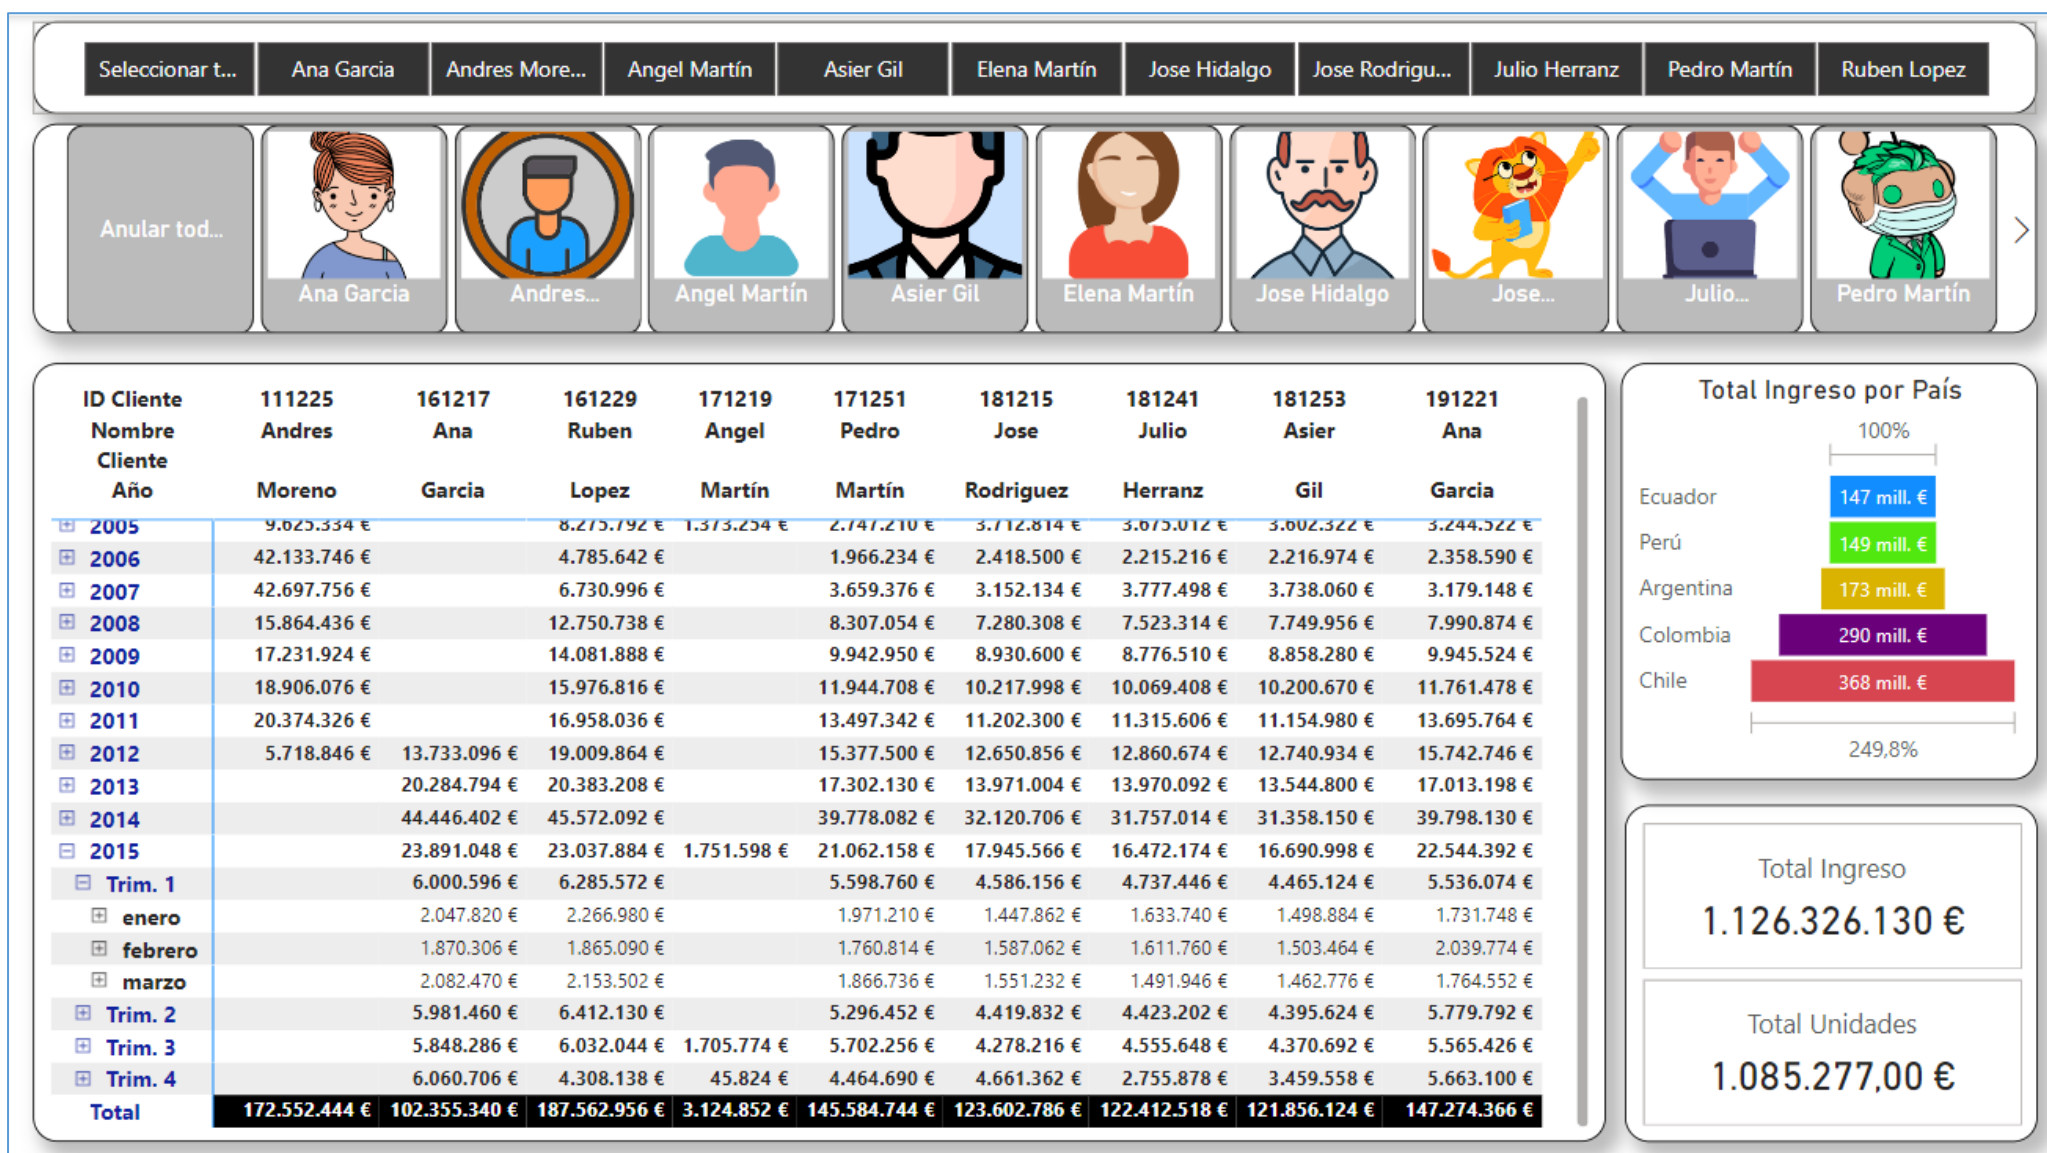 Seleccionar t... Ana Garcia Andres More... Angel Martín Asier Gil Elena Martín Jose Hidalgo Jose Rodrigu... Julio Herranz Pedro Martín Ruben Lopez
Anular tod... Ana Garcia Andres... Angel Martín Asier Gil Elena Martín Jose Hidalgo Jose... Julio... Pedro Martín
ID Cliente 111225 161217 161229 171219 171251 181215 181241 181253 191221
Nombre Andres Ana Ruben Angel Pedro Jose Julio Asier Ana
Cliente
Año Moreno Garcia Lopez Martín Martín Rodriguez Herranz Gil Garcia
2005 9.625.334 € 8.275.792 € 1.373.254 € 2.747.210 € 3.712.814 € 3.675.012 € 3.602.322 € 3.244.522 €
2006 42.133.746 € 4.785.642 € 1.966.234 € 2.418.500 € 2.215.216 € 2.216.974 € 2.358.590 €
2007 42.697.756 € 6.730.996 € 3.659.376 € 3.152.134 € 3.777.498 € 3.738.060 € 3.179.148 €
2008 15.864.436 € 12.750.738 € 8.307.054 € 7.280.308 € 7.523.314 € 7.749.956 € 7.990.874 €
2009 17.231.924 € 14.081.888 € 9.942.950 € 8.930.600 € 8.776.510 € 8.858.280 € 9.945.524 €
2010 18.906.076 € 15.976.816 € 11.944.708 € 10.217.998 € 10.069.408 € 10.200.670 € 11.761.478 €
2011 20.374.326 € 16.958.036 € 13.497.342 € 11.202.300 € 11.315.606 € 11.154.980 € 13.695.764 €
2012 5.718.846 € 13.733.096 € 19.009.864 € 15.377.500 € 12.650.856 € 12.860.674 € 12.740.934 € 15.742.746 €
2013 20.284.794 € 20.383.208 € 17.302.130 € 13.971.004 € 13.970.092 € 13.544.800 € 17.013.198 €
2014 44.446.402 € 45.572.092 € 39.778.082 € 32.120.706 € 31.757.014 € 31.358.150 € 39.798.130 €
2015 23.891.048 € 23.037.884 € 1.751.598 € 21.062.158 € 17.945.566 € 16.472.174 € 16.690.998 € 22.544.392 €
Trim. 1 6.000.596 € 6.285.572 € 5.598.760 € 4.586.156 € 4.737.446 € 4.465.124 € 5.536.074 €
enero 2.047.820 € 2.266.980 € 1.971.210 € 1.447.862 € 1.633.740 € 1.498.884 € 1.731.748 €
febrero 1.870.306 € 1.865.090 € 1.760.814 € 1.587.062 € 1.611.760 € 1.503.464 € 2.039.774 €
marzo 2.082.470 € 2.153.502 € 1.866.736 € 1.551.232 € 1.491.946 € 1.462.776 € 1.764.552 €
Trim. 2 5.981.460 € 6.412.130 € 5.296.452 € 4.419.832 € 4.423.202 € 4.395.624 € 5.779.792 €
Trim. 3 5.848.286 € 6.032.044 € 1.705.774 € 5.702.256 € 4.278.216 € 4.555.648 € 4.370.692 € 5.565.426 €
Trim. 4 6.060.706 € 4.308.138 € 45.824 € 4.464.690 € 4.661.362 € 2.755.878 € 3.459.558 € 5.663.100 €
Total 172.552.444 € 102.355.340 € 187.562.956 € 3.124.852 € 145.584.744 € 123.602.786 € 122.412.518 € 121.856.124 € 147.274.366 €
Total Ingreso por País
100%
Ecuador 147 mill. €
Perú 149 mill. €
Argentina 173 mill. €
Colombia 290 mill. €
Chile 368 mill. €
249,8%
Total Ingreso
1.126.326.130 €
Total Unidades
1.085.277,00 €